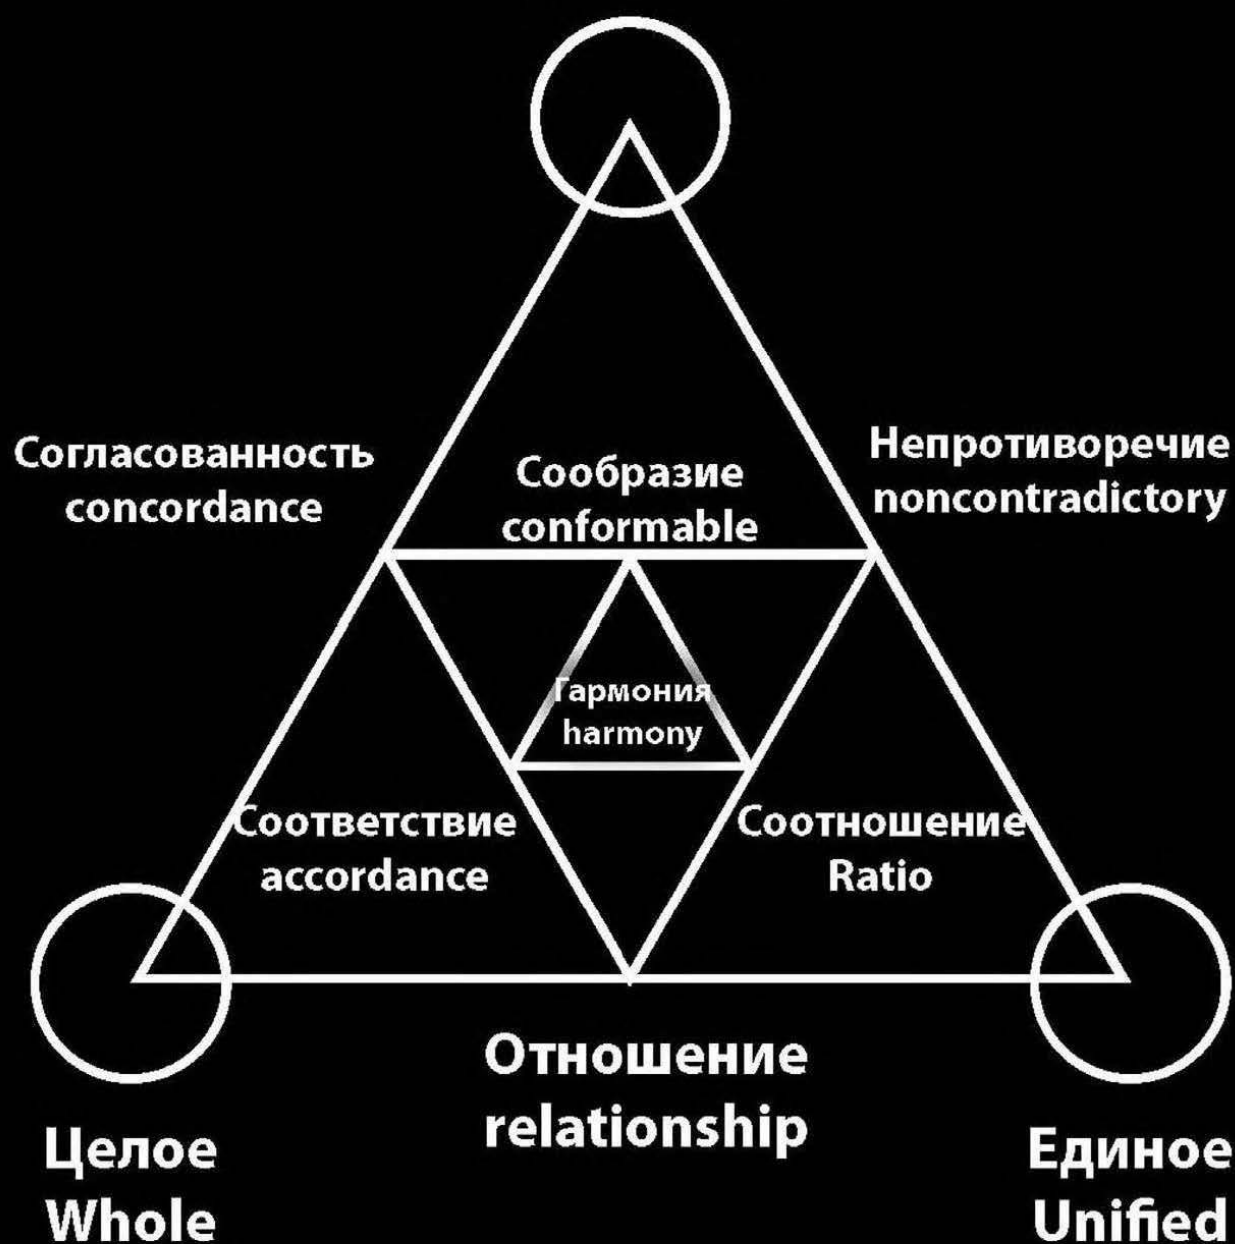 Согласованность
concordance
Сообразие
conformable
Непротиворечие
noncontradictory
Гармония
harmony
Соответствие
accordance
Соотношение
Ratio
Отношение
relationship
Целое
Whole
Единое
Unified